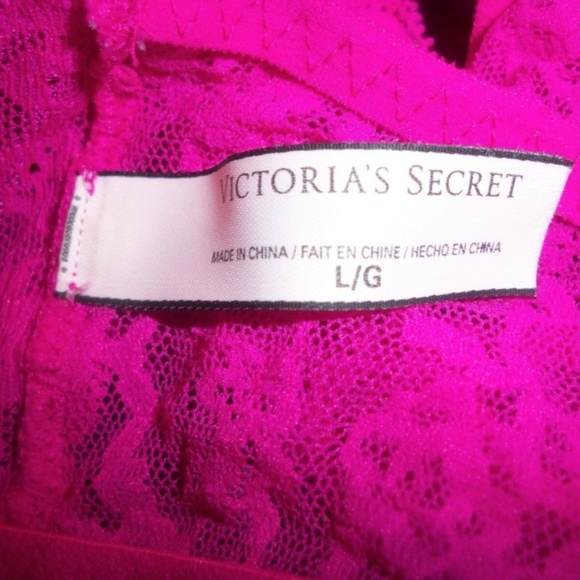 VICTORIA'S SECRET
MADE IN CHINA / FAIT EN CHINE / HECHO EN CHINA
L/G